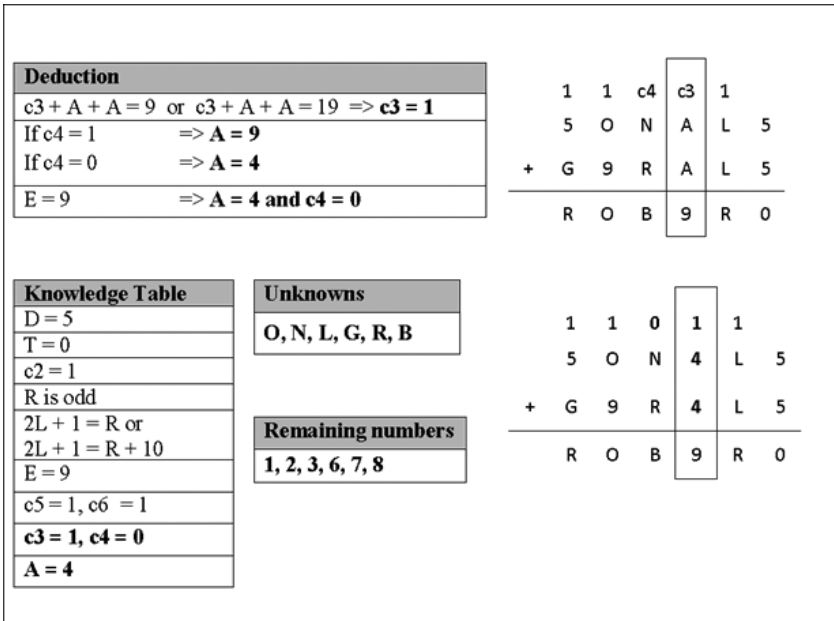 Deduction
c3 + A + A = 9 or c3 + A + A = 19 => c3 = 1
If c4 = 1 => A = 9
If c4 = 0 => A = 4
E = 9 => A = 4 and c4 = 0
1 1 c4 c3 1
5 O N A L 5
+ G 9 R A L 5
R O B 9 R 0
Knowledge Table
D = 5
T = 0
c2 = 1
R is odd
2L + 1 = R or
2L + 1 = R + 10
E = 9
c5 = 1, c6 = 1
c3 = 1, c4 = 0
A = 4
Unknowns
O, N, L, G, R, B
Remaining numbers
1, 2, 3, 6, 7, 8
1 1 0 1 1
5 O N 4 L 5
+ G 9 R 4 L 5
R O B 9 R 0